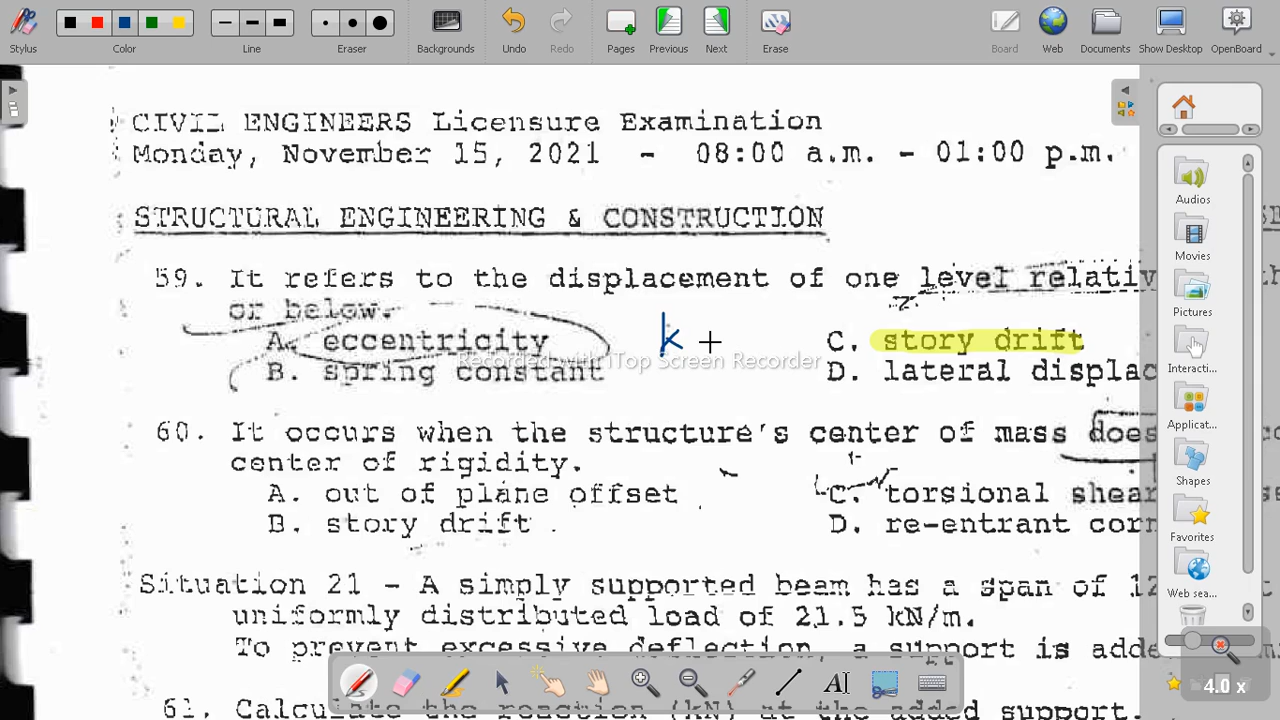 Stylus Color Line Eraser Backgrounds Undo Redo Pages Previous Next Erase Board Web Documents Show Desktop OpenBoard
CIVIL ENGINEERS Licensure Examination
Monday, November 15, 2021 - 08:00 a.m. - 01:00 p.m.
STRUCTURAL ENGINEERING & CONSTRUCTION
59. It refers to the displacement of one level relativ
or below.
A. eccentricity
k
C. story drift
Recorded with iTop Screen Recorder
B. spring constant
D. lateral displac
60. It occurs when the structure's center of mass does
center of rigidity.
A. out of plane offset
C. torsional shear
B. story drift
D. re-entrant corn
Situation 21 - A simply supported beam has a span of 12
uniformly distributed load of 21.5 kN/m.
To prevent excessive deflection, a support is adde
61. Calculate the reaction (kN) at the added support.
Audios
Movies
Pictures
Interacti...
Applicat...
Shapes
Favorites
Web sea...
4.0 x